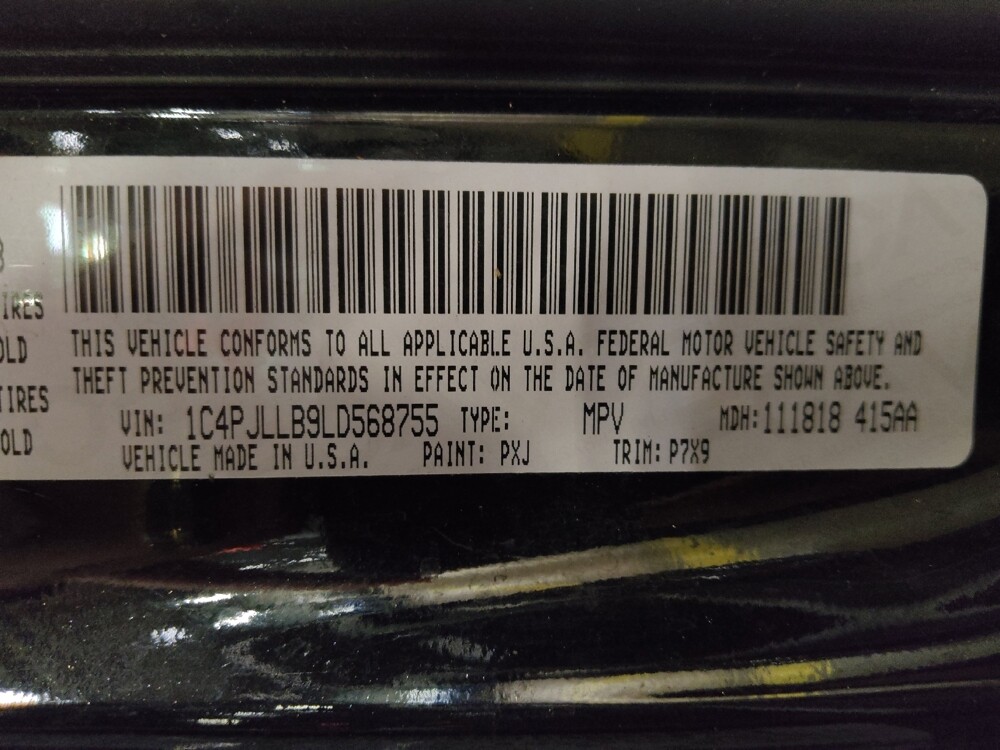 IRES
OLD
TIRES
OLD
THIS VEHICLE CONFORMS TO ALL APPLICABLE U.S.A. FEDERAL MOTOR VEHICLE SAFETY AND
THEFT PREVENTION STANDARDS IN EFFECT ON THE DATE OF MANUFACTURE SHOWN ABOVE.
VIN: 1C4PJLLB9LD568755 TYPE: MPV MDH:111818 415AA
VEHICLE MADE IN U.S.A. PAINT: PXJ TRIM: P7X9